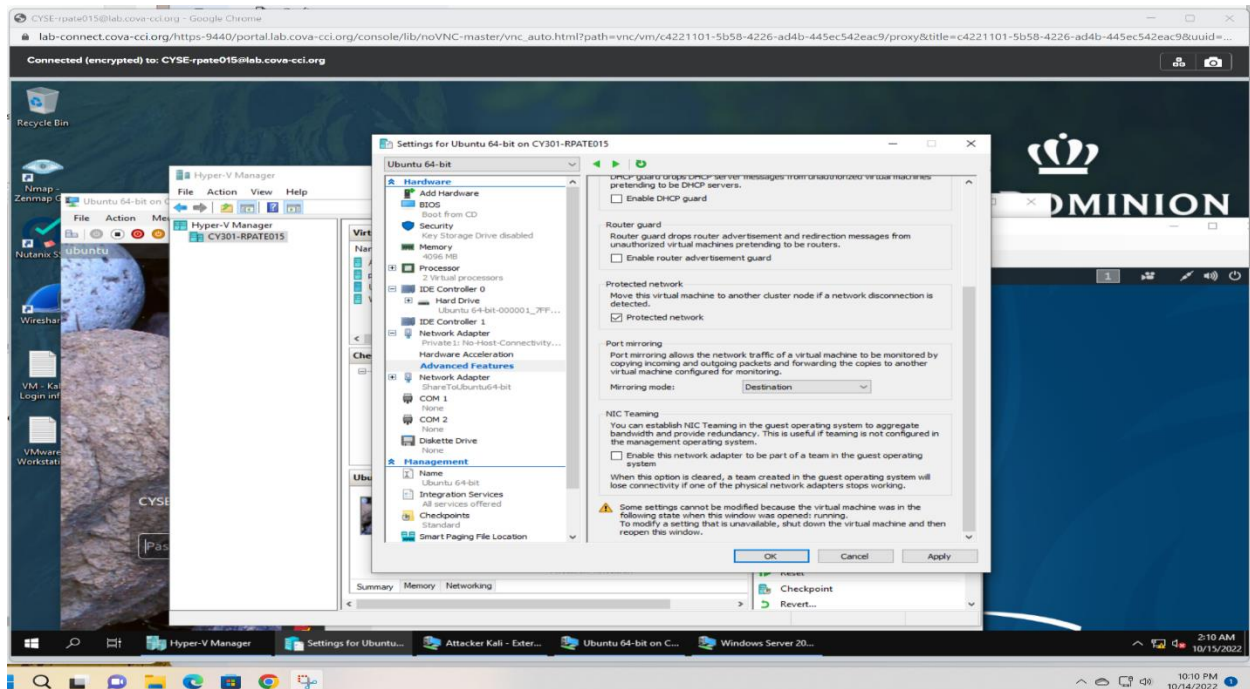 CYSE-rpate015@lab.cova-cci.org - Google Chrome
lab-connect.cova-cci.org/https-9440/portal.lab.cova-cci.org/console/lib/noVNC-master/vnc_auto.html?path=vnc/vm/c4221101-5b58-4226-ad4b-445ec542eac9/proxy&title=c4221101-5b58-4226-ad4b-445ec542eac9&uuid=...
Connected (encrypted) to: CYSE-rpate015@lab.cova-cci.org
Recycle Bin
Nmap -
Zenmap G
Nutanix S
Wireshar
VM - Kal
Login inf
VMware
Workstati
Ubuntu 64-bit on C
File Action Me
ubuntu
CYSE
Pas
Hyper-V Manager
File Action View Help
Hyper-V Manager
CY301-RPATE015
Virt
Nar
Che
Ubu
Summary Memory Networking
Reset
Checkpoint
Revert...
Settings for Ubuntu 64-bit on CY301-RPATE015
Ubuntu 64-bit
Hardware
Add Hardware
BIOS
Boot from CD
Security
Key Storage Drive disabled
Memory
4096 MB
Processor
2 Virtual processors
IDE Controller 0
Hard Drive
Ubuntu 64-bit-000001_7FF...
IDE Controller 1
Network Adapter
Private1: No-Host-Connectivity...
Hardware Acceleration
Advanced Features
Network Adapter
ShareToUbuntu64-bit
COM 1
None
COM 2
None
Diskette Drive
None
Management
Name
Ubuntu 64-bit
Integration Services
All services offered
Checkpoints
Standard
Smart Paging File Location
DHCP guard drops DHCP server messages from unauthorized virtual machines
pretending to be DHCP servers.
Enable DHCP guard
Router guard
Router guard drops router advertisement and redirection messages from
unauthorized virtual machines pretending to be routers.
Enable router advertisement guard
Protected network
Move this virtual machine to another cluster node if a network disconnection is
detected.
Protected network
Port mirroring
Port mirroring allows the network traffic of a virtual machine to be monitored by
copying incoming and outgoing packets and forwarding the copies to another
virtual machine configured for monitoring.
Mirroring mode: Destination
NIC Teaming
You can establish NIC Teaming in the guest operating system to aggregate
bandwidth and provide redundancy. This is useful if teaming is not configured in
the management operating system.
Enable this network adapter to be part of a team in the guest operating
system
When this option is cleared, a team created in the guest operating system will
lose connectivity if one of the physical network adapters stops working.
Some settings cannot be modified because the virtual machine was in the
following state when this window was opened: running.
To modify a setting that is unavailable, shut down the virtual machine and then
reopen this window.
OK Cancel Apply
DOMINION
1
Hyper-V Manager
Settings for Ubuntu...
Attacker Kali - Exter...
Ubuntu 64-bit on C...
Windows Server 20...
2:10 AM
10/15/2022
10:10 PM
10/14/2022
1